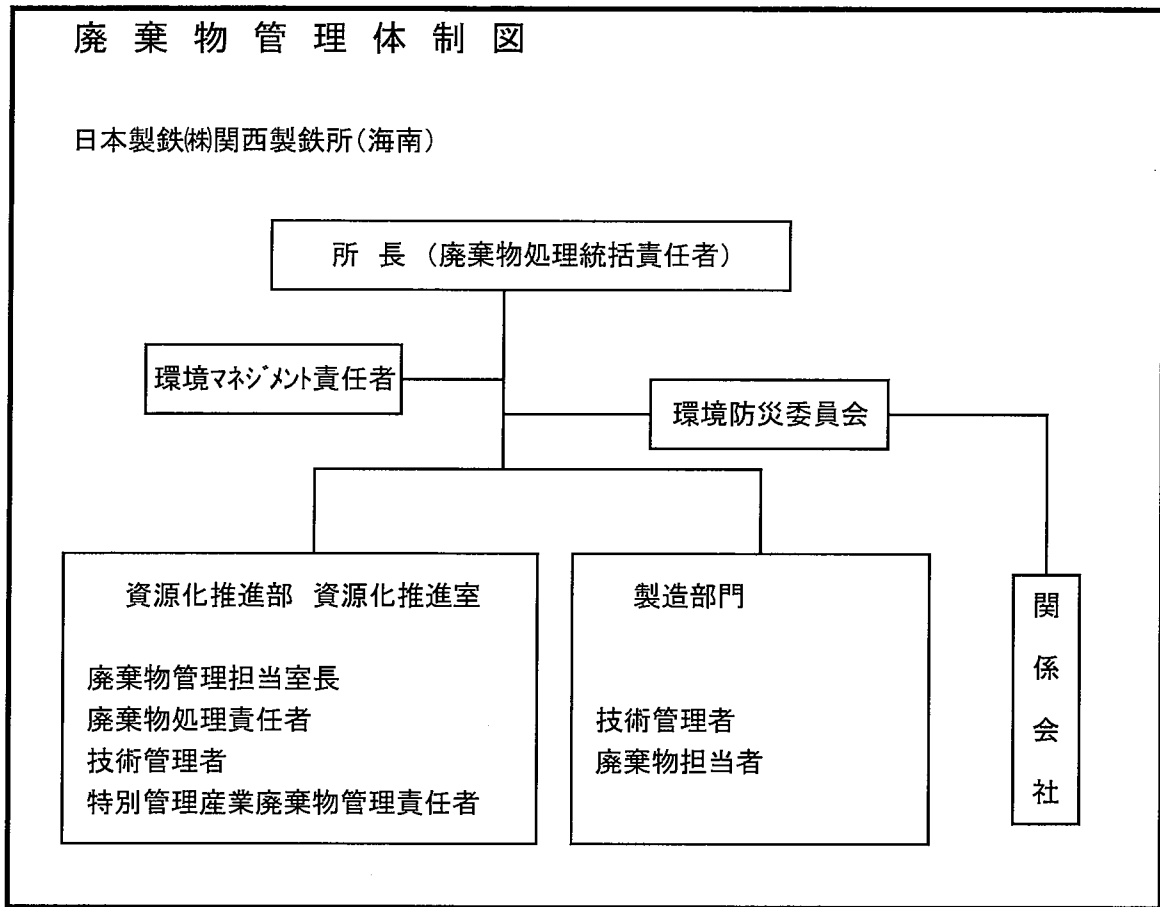 廃棄物管理体制図
日本製鉄㈱関西製鉄所(海南)
所長(廃棄物処理統括責任者)
環境マネジメント責任者
環境防災委員会
資源化推進部 資源化推進室
廃棄物管理担当室長
廃棄物処理責任者
技術管理者
特別管理産業廃棄物管理責任者
製造部門
技術管理者
廃棄物担当者
関係会社